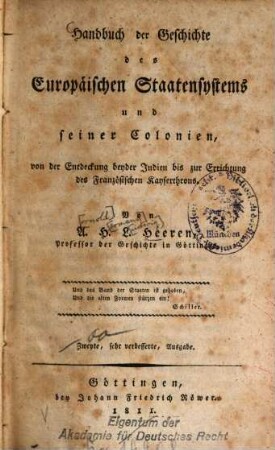 Handbuch der Geschichte
des
Europäischen Staatensystems
und
seiner Colonien,
von der Entdeckung beyder Indien bis zur Errichtung
des Französischen Kayserthrons,
Von
A. H. L. Heeren,
Professor der Geschichte in Göttingen.
München
Und das Band der Staaten ist gehoben,
Und die alten Formen stürzen ein!
Schiller.
Zweyte, sehr verbesserte, Ausgabe.
Göttingen,
bey Johann Friedrich Röwer.
1811.
Eigentum der
Akademie für Deutsches Recht